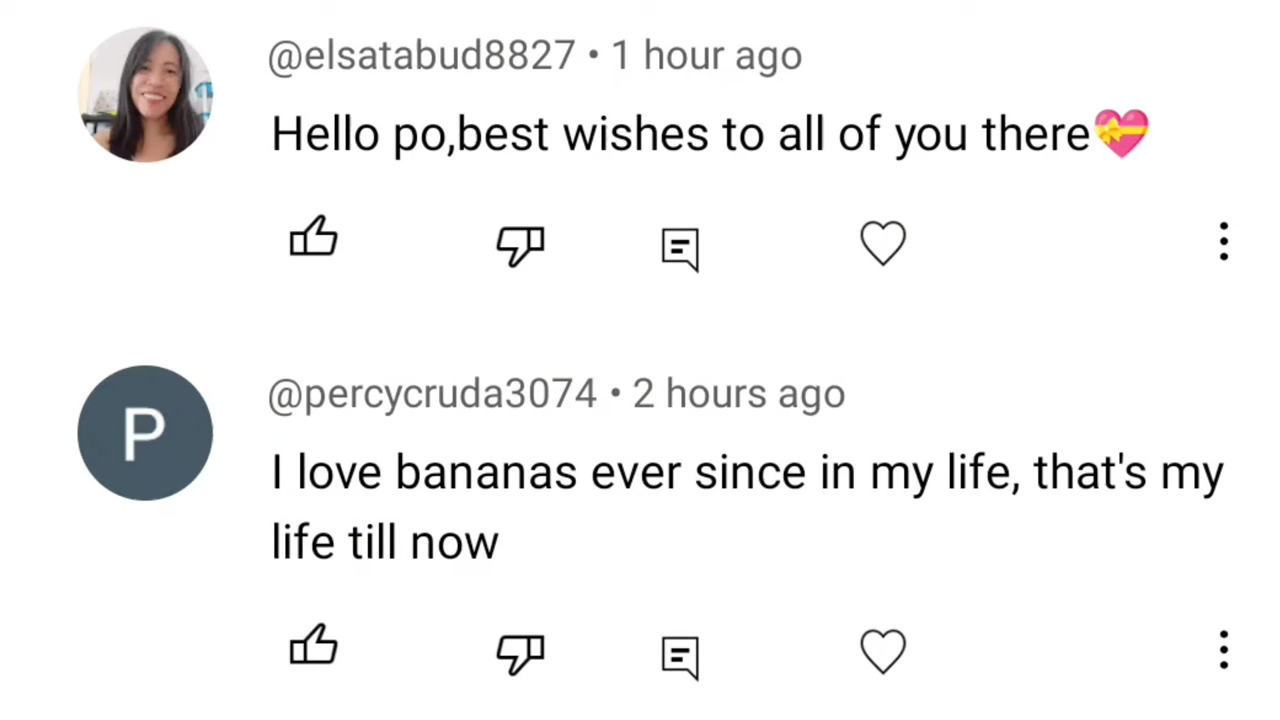 @elsatabud8827 • 1 hour ago
Hello po,best wishes to all of you there💝
P
@percycruda3074 • 2 hours ago
I love bananas ever since in my life, that's my
life till now